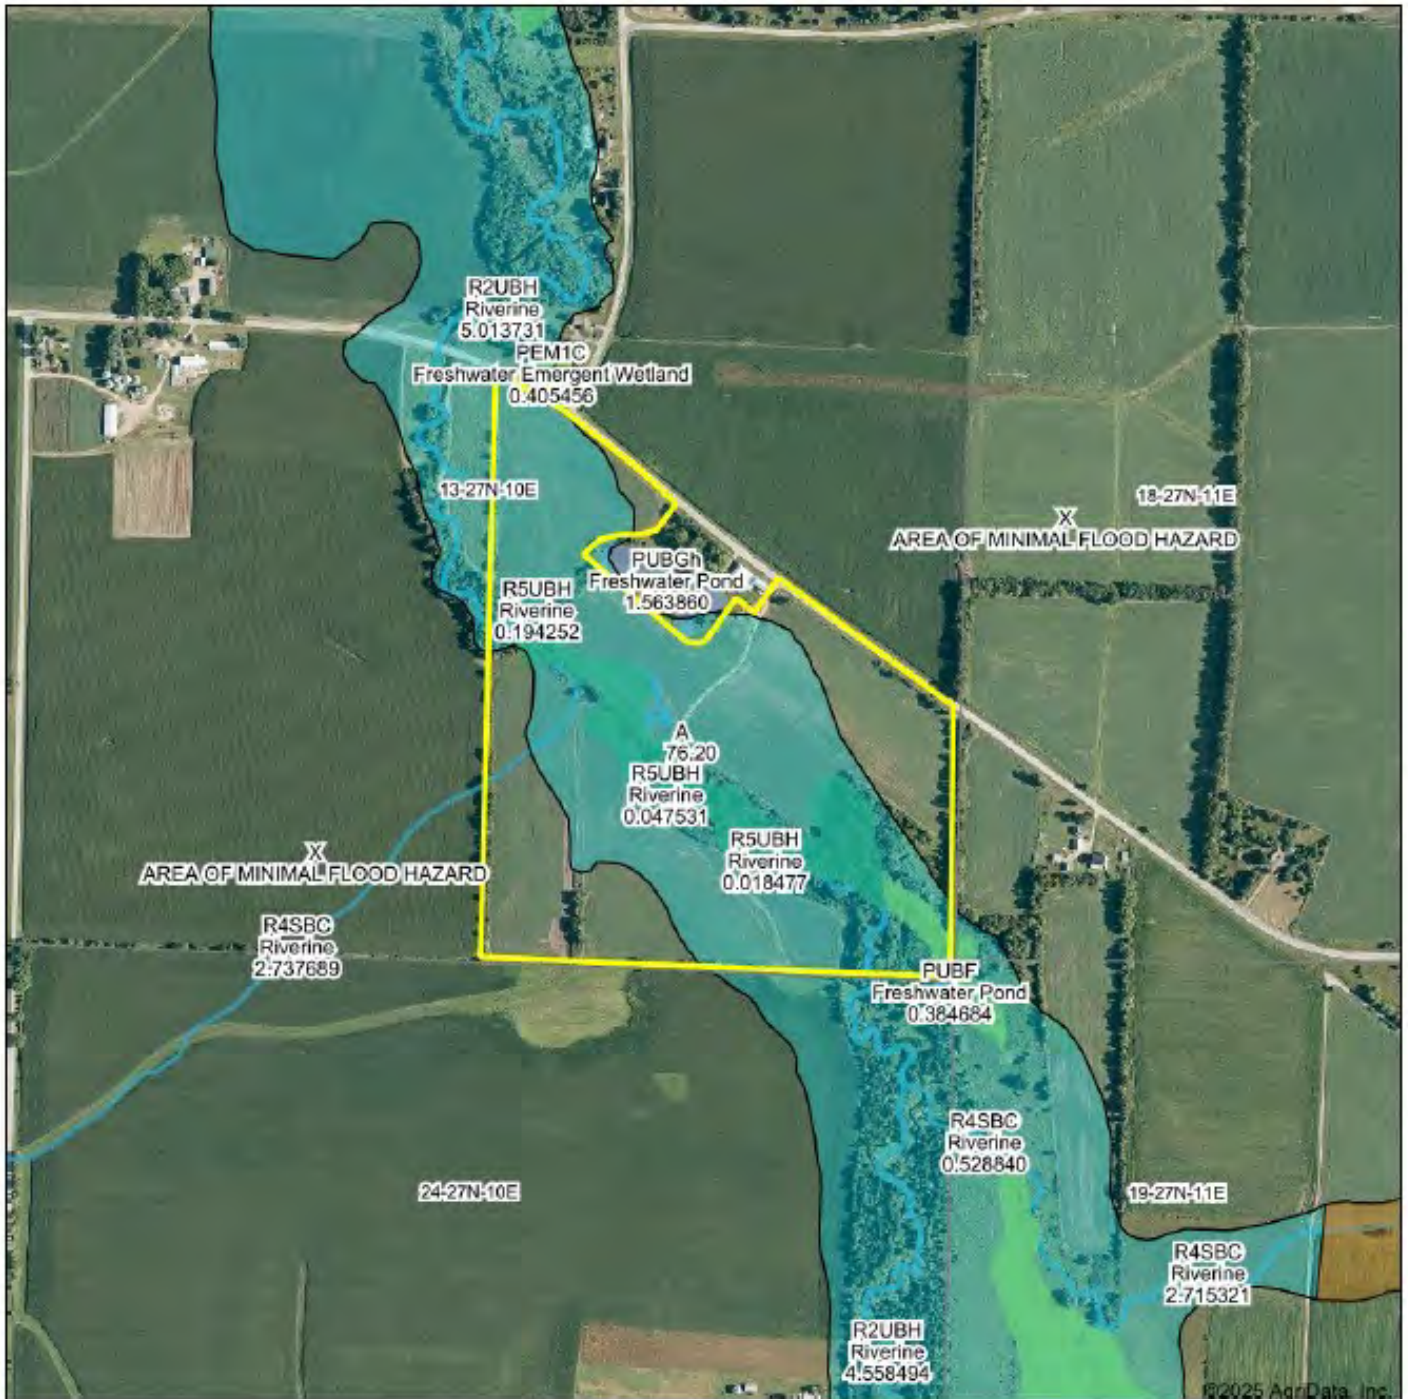 R2UBH
Riverine
5.013731
PEM1C
Freshwater Emergent Wetland
0.405456
13-27N-10E
18-27N-11E
X
AREA OF MINIMAL FLOOD HAZARD
PUBGh
Freshwater Pond
1.563860
R5UBH
Riverine
0.194252
A
76.20
R5UBH
Riverine
0.047531
R5UBH
Riverine
0.018477
X
AREA OF MINIMAL FLOOD HAZARD
R4SBC
Riverine
2.737689
PUBF
Freshwater Pond
0.384684
R4SBC
Riverine
0.528840
24-27N-10E
19-27N-11E
R4SBC
Riverine
2.715321
R2UBH
Riverine
4.558494
©2025 AgriData, Inc.